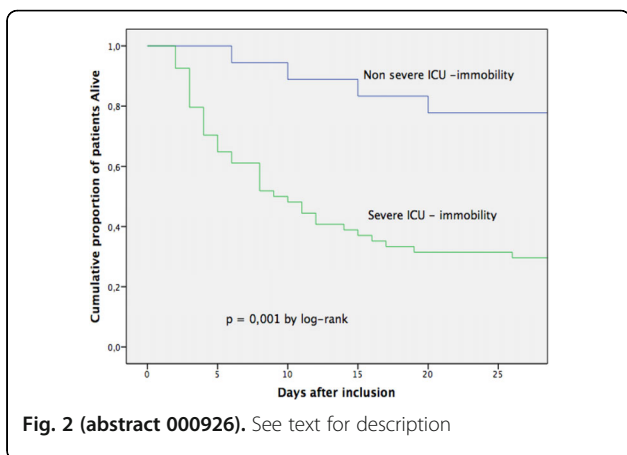 1,0
Non severe ICU –immobility
0,8
0,6
Cumulative proportion of patients Alive
0,4
Severe ICU – immobility
0,2
p = 0,001 by log–rank
0,0
0 5 10 15 20 25
Days after inclusion
Fig. 2 (abstract 000926). See text for description